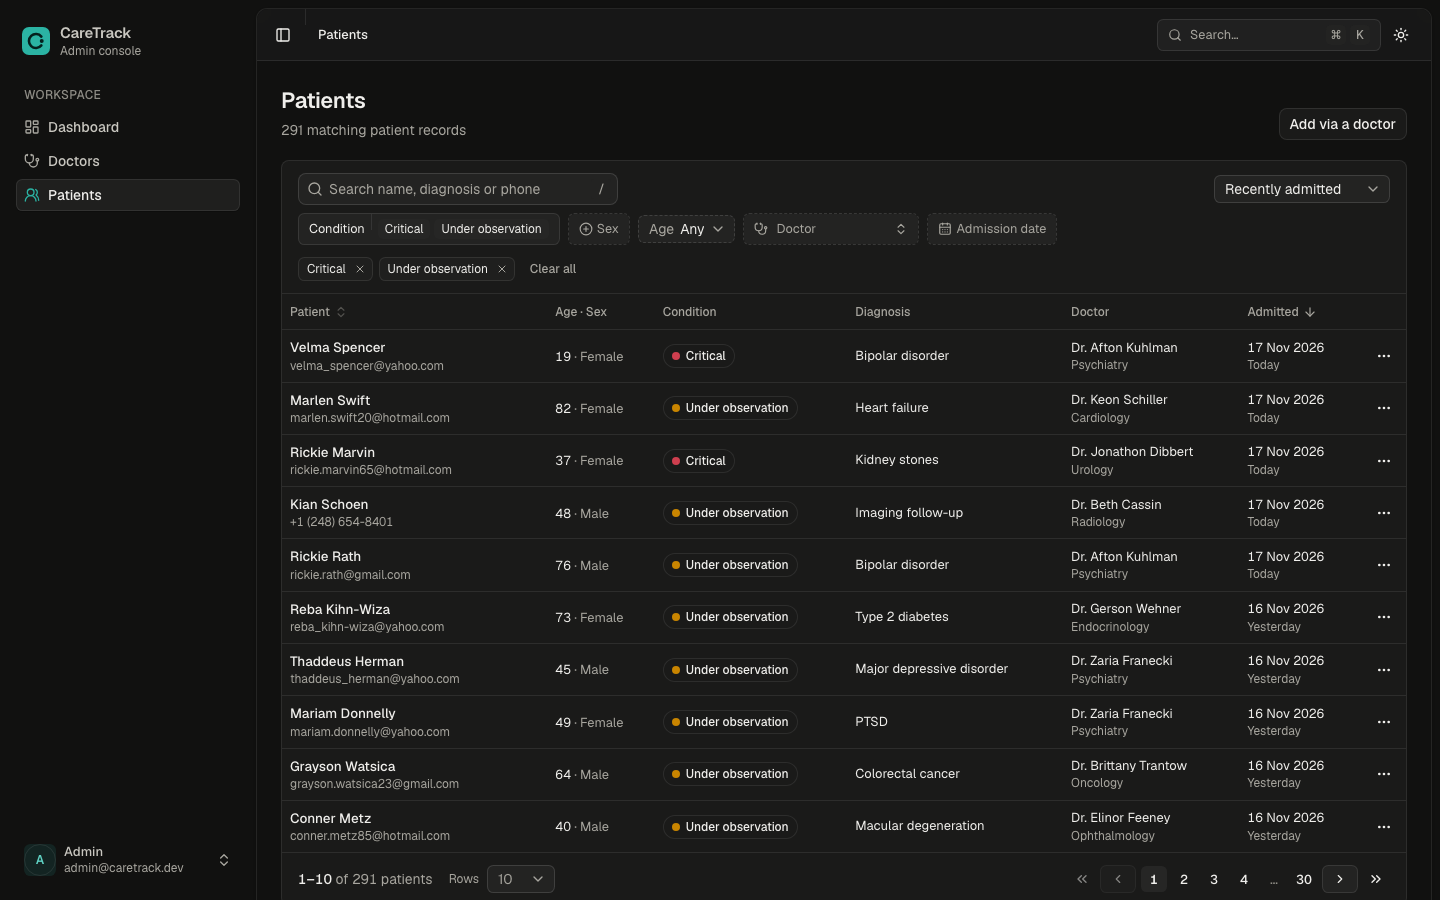 CareTrack
Admin console
WORKSPACE
Dashboard
Doctors
Patients
A
Admin
admin@caretrack.dev
Patients
Search...
⌘ K
Patients
291 matching patient records
Add via a doctor
Search name, diagnosis or phone /
Recently admitted
Condition Critical Under observation
Sex
Age Any
Doctor
Admission date
Critical
Under observation
Clear all
Patient Age · Sex Condition Diagnosis Doctor Admitted
Velma Spencer 19 · Female Critical Bipolar disorder Dr. Afton Kuhlman 17 Nov 2026
velma_spencer@yahoo.com Psychiatry Today
Marlen Swift 82 · Female Under observation Heart failure Dr. Keon Schiller 17 Nov 2026
marlen.swift20@hotmail.com Cardiology Today
Rickie Marvin 37 · Female Critical Kidney stones Dr. Jonathon Dibbert 17 Nov 2026
rickie.marvin65@hotmail.com Urology Today
Kian Schoen 48 · Male Under observation Imaging follow-up Dr. Beth Cassin 17 Nov 2026
+1 (248) 654-8401 Radiology Today
Rickie Rath 76 · Male Under observation Bipolar disorder Dr. Afton Kuhlman 17 Nov 2026
rickie.rath@gmail.com Psychiatry Today
Reba Kihn-Wiza 73 · Female Under observation Type 2 diabetes Dr. Gerson Wehner 16 Nov 2026
reba_kihn-wiza@yahoo.com Endocrinology Yesterday
Thaddeus Herman 45 · Male Under observation Major depressive disorder Dr. Zaria Franecki 16 Nov 2026
thaddeus_herman@yahoo.com Psychiatry Yesterday
Mariam Donnelly 49 · Female Under observation PTSD Dr. Zaria Franecki 16 Nov 2026
mariam.donnelly@yahoo.com Psychiatry Yesterday
Grayson Watsica 64 · Male Under observation Colorectal cancer Dr. Brittany Trantow 16 Nov 2026
grayson.watsica23@gmail.com Oncology Yesterday
Conner Metz 40 · Male Under observation Macular degeneration Dr. Elinor Feeney 16 Nov 2026
conner.metz85@hotmail.com Ophthalmology Yesterday
1–10 of 291 patients Rows 10 1 2 3 4 ... 30